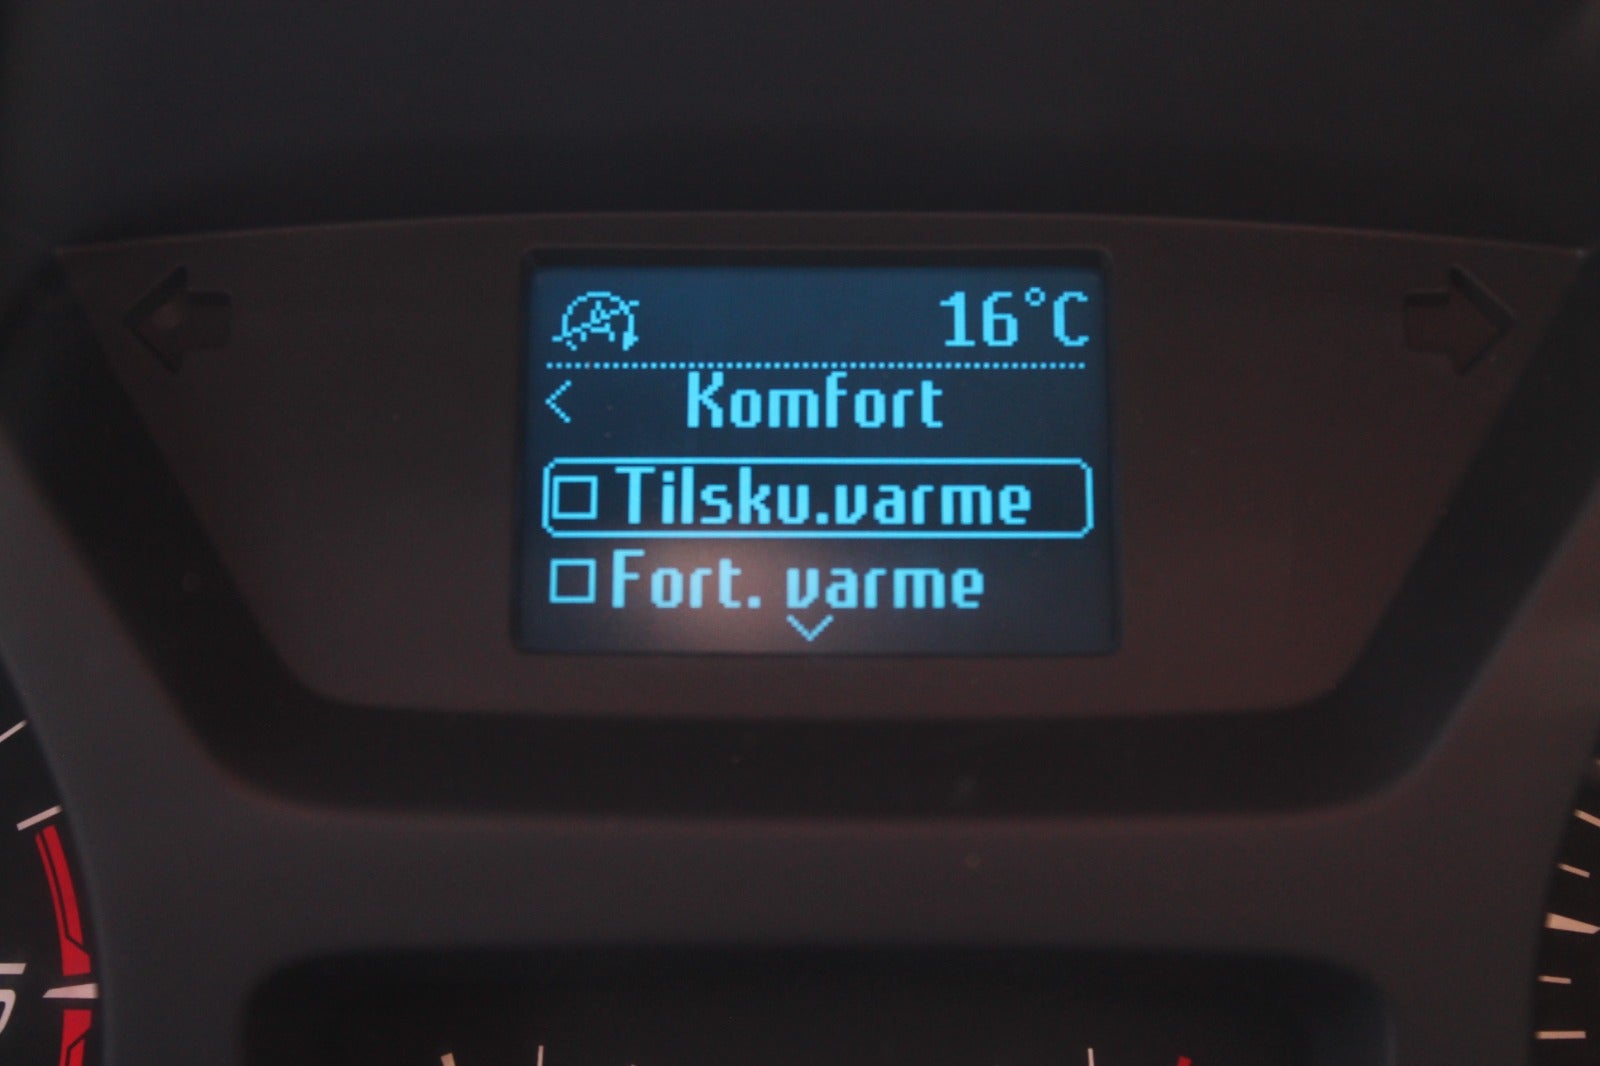 16°C
< Komfort
Tilsku.varme
Fort. varme